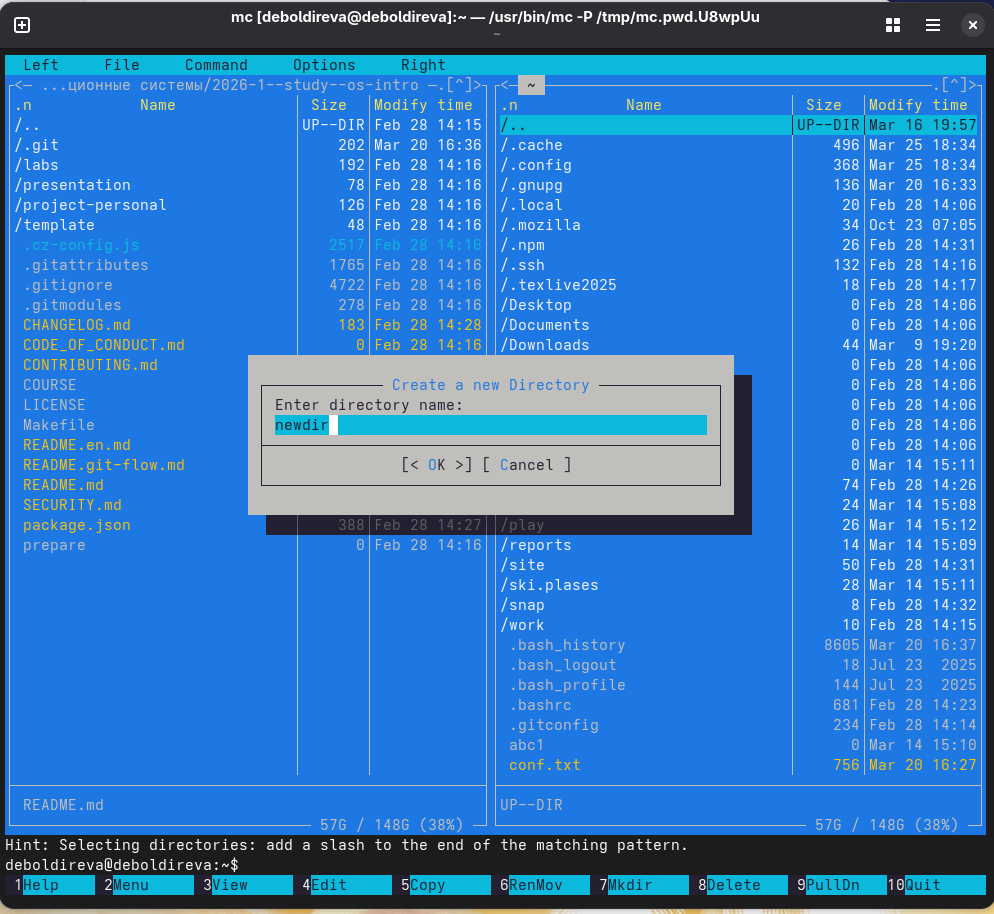 mc [deboldireva@deboldireva]:~ — /usr/bin/mc -P /tmp/mc.pwd.U8wpUu
~
Left File Command Options Right
<— ...ционные системы/2026-1--study--os-intro —.[^]> <— ~ .[^]>
.n Name Size Modify time .n Name Size Modify time
/.. UP--DIR Feb 28 14:15 /.. UP--DIR Mar 16 19:57
/.git 202 Mar 20 16:36 /.cache 496 Mar 25 18:34
/labs 192 Feb 28 14:16 /.config 368 Mar 25 18:34
/presentation 78 Feb 28 14:16 /.gnupg 136 Mar 20 16:33
/project-personal 126 Feb 28 14:16 /.local 20 Feb 28 14:06
/template 48 Feb 28 14:16 /.mozilla 34 Oct 23 07:05
.cz-config.js 2517 Feb 28 14:16 /.npm 26 Feb 28 14:31
.gitattributes 1765 Feb 28 14:16 /.ssh 132 Feb 28 14:16
.gitignore 4722 Feb 28 14:16 /.texlive2025 18 Feb 28 14:17
.gitmodules 278 Feb 28 14:16 /Desktop 0 Feb 28 14:06
CHANGELOG.md 183 Feb 28 14:28 /Documents 0 Feb 28 14:06
CODE_OF_CONDUCT.md 0 Feb 28 14:16 /Downloads 44 Mar 9 19:20
CONTRIBUTING.md 0 Feb 28 14:06
COURSE Create a new Directory 0 Feb 28 14:06
LICENSE Enter directory name: 0 Feb 28 14:06
Makefile newdir 0 Feb 28 14:06
README.en.md 0 Feb 28 14:06
README.git-flow.md [< OK >] [ Cancel ] 0 Mar 14 15:11
README.md 74 Feb 28 14:26
SECURITY.md 24 Mar 14 15:08
package.json 388 Feb 28 14:27 /play 26 Mar 14 15:12
prepare 0 Feb 28 14:16 /reports 14 Mar 14 15:09
/site 50 Feb 28 14:31
/ski.plases 28 Mar 14 15:11
/snap 8 Feb 28 14:32
/work 10 Feb 28 14:15
.bash_history 8605 Mar 20 16:37
.bash_logout 18 Jul 23 2025
.bash_profile 144 Jul 23 2025
.bashrc 681 Feb 28 14:23
.gitconfig 234 Feb 28 14:14
abc1 0 Mar 14 15:10
conf.txt 756 Mar 20 16:27
README.md UP--DIR
57G / 148G (38%) 57G / 148G (38%)
Hint: Selecting directories: add a slash to the end of the matching pattern.
deboldireva@deboldireva:~$
1Help 2Menu 3View 4Edit 5Copy 6RenMov 7Mkdir 8Delete 9PullDn 10Quit